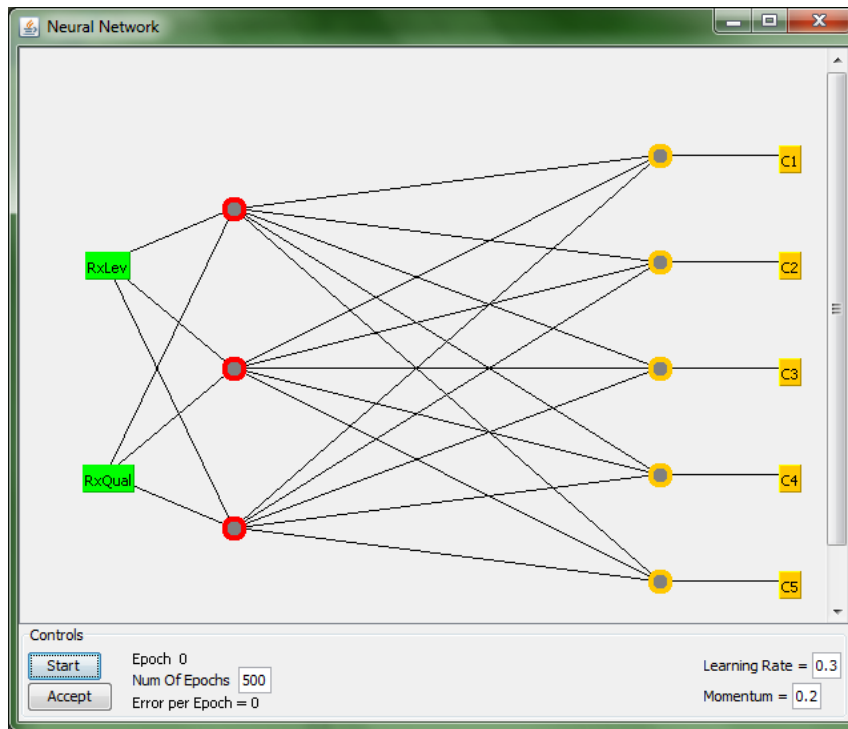 Neural Network
C1
RxLev
C2
C3
RxQual
C4
C5
Controls
Start
Accept
Epoch 0
Num Of Epochs 500
Error per Epoch = 0
Learning Rate = 0.3
Momentum = 0.2